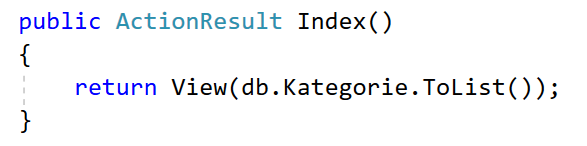 public ActionResult Index()
{
    return View(db.Kategorie.ToList());
}